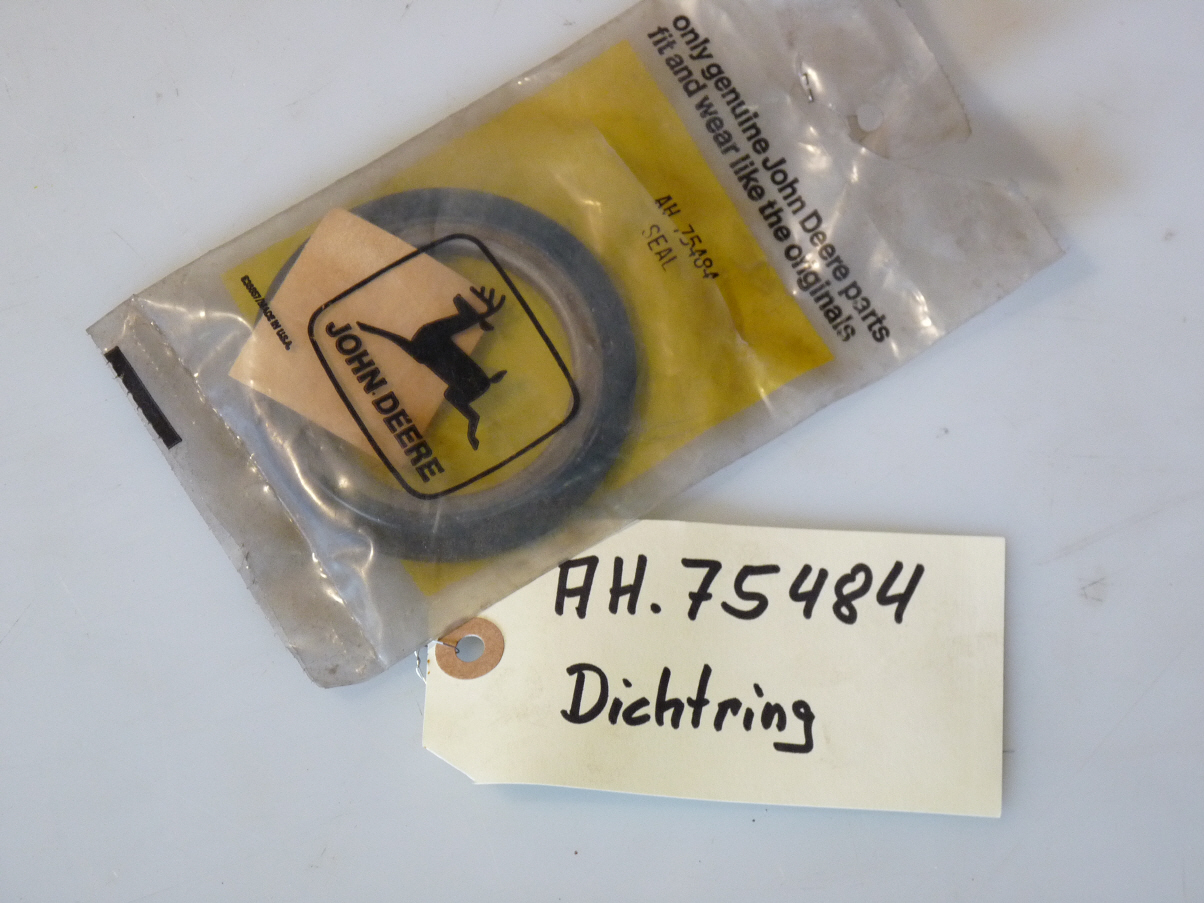 only genuine John Deere parts
fit and wear like the originals
AH 75484
SEAL
JOHN DEERE
AH.75484
Dichtring